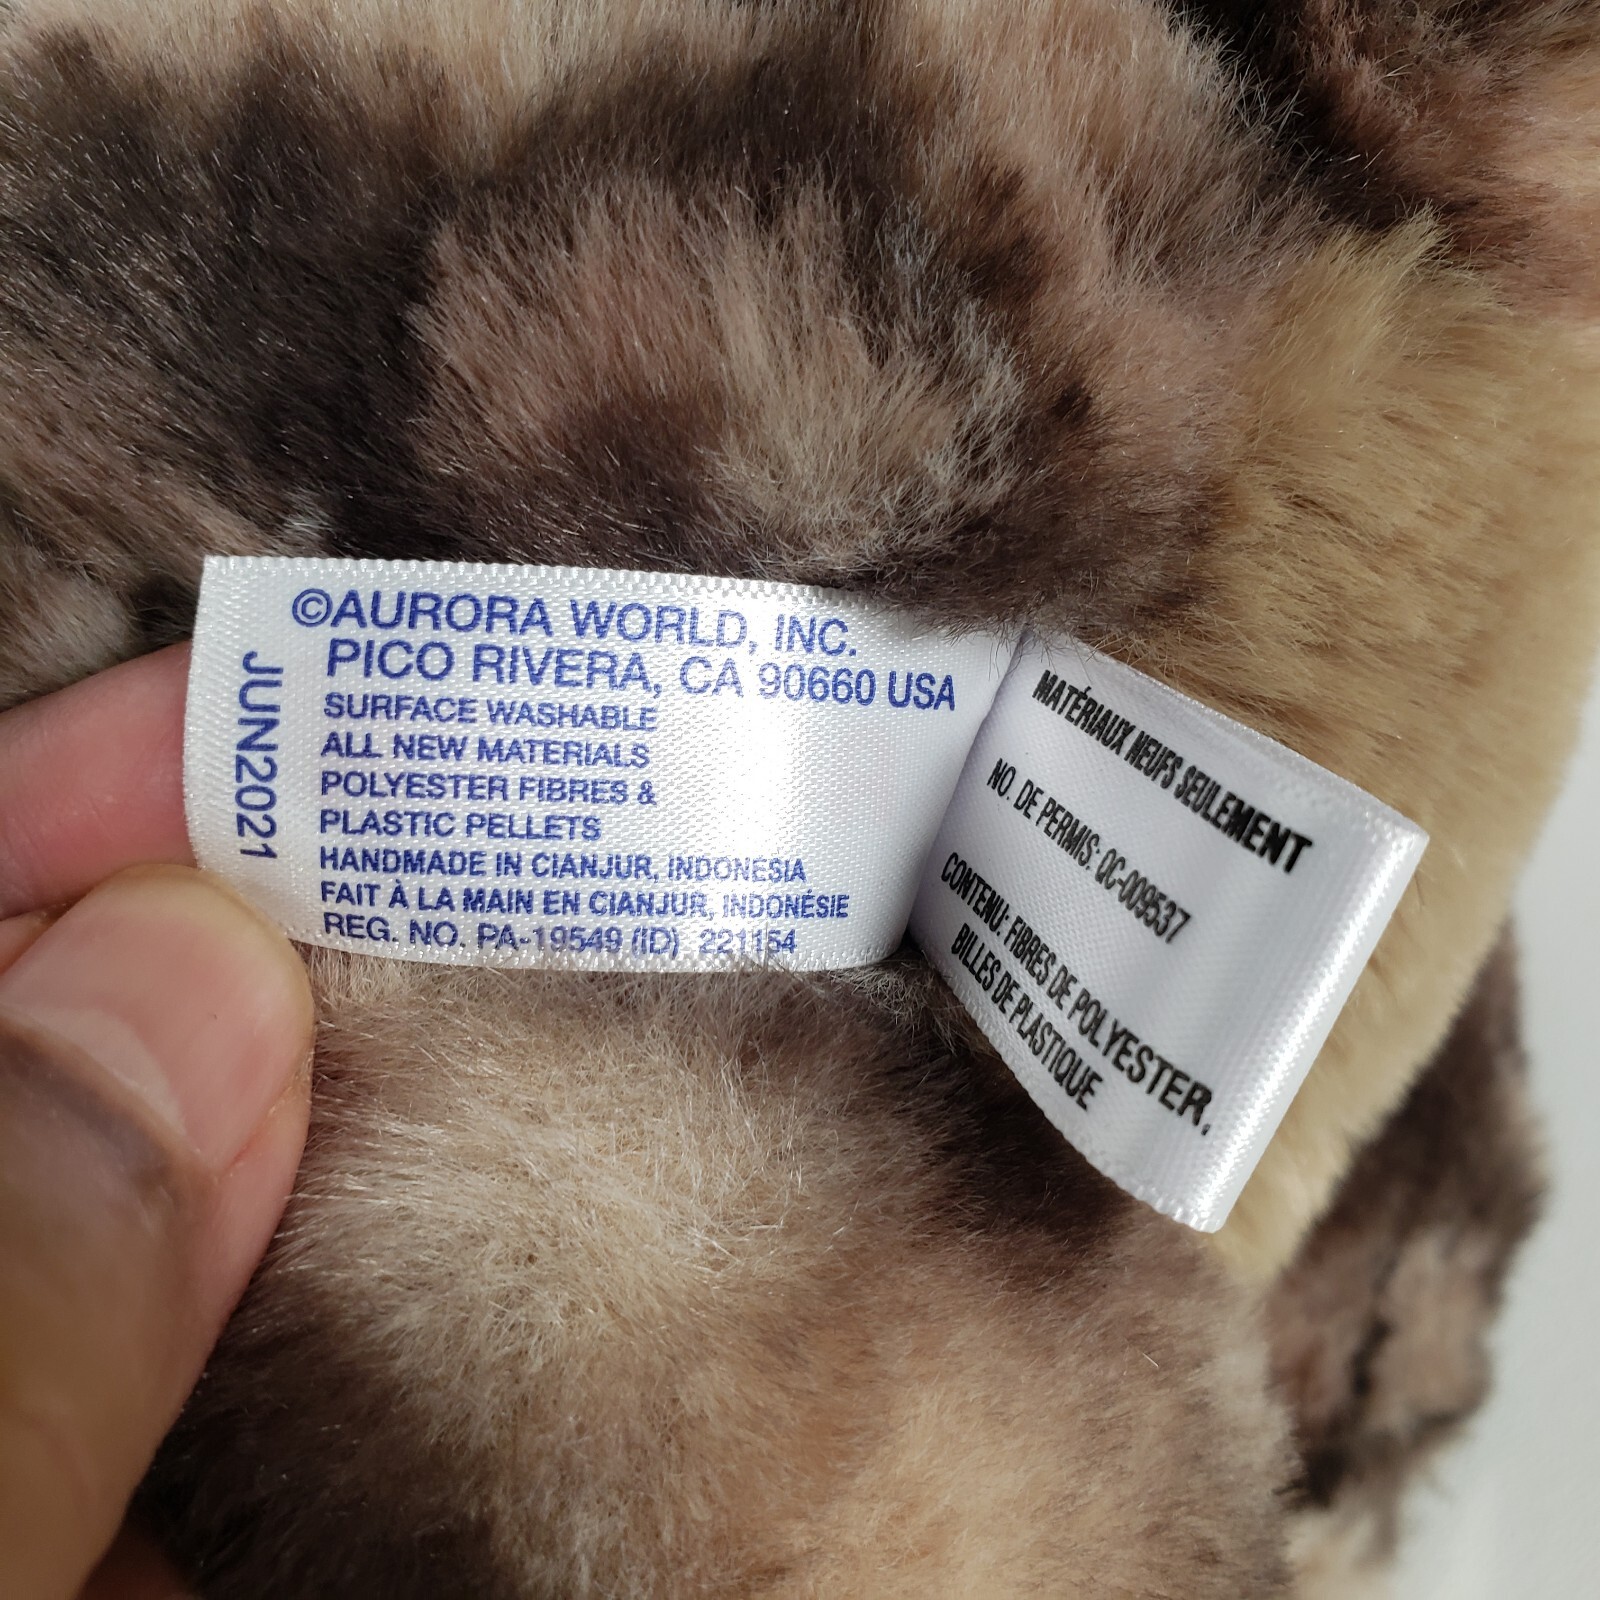 ©AURORA WORLD, INC.
PICO RIVERA, CA 90660 USA
SURFACE WASHABLE
ALL NEW MATERIALS
POLYESTER FIBRES &
PLASTIC PELLETS
HANDMADE IN CIANJUR, INDONESIA
FAIT À LA MAIN EN CIANJUR, INDONÉSIE
REG. NO. PA-19549 (ID) 221154
JUN2021
MATÉRIAUX NEUFS SEULEMENT
NO. DE PERMIS: QC-009537
CONTENU: FIBRES DE POLYESTER.
BILLES DE PLASTIQUE